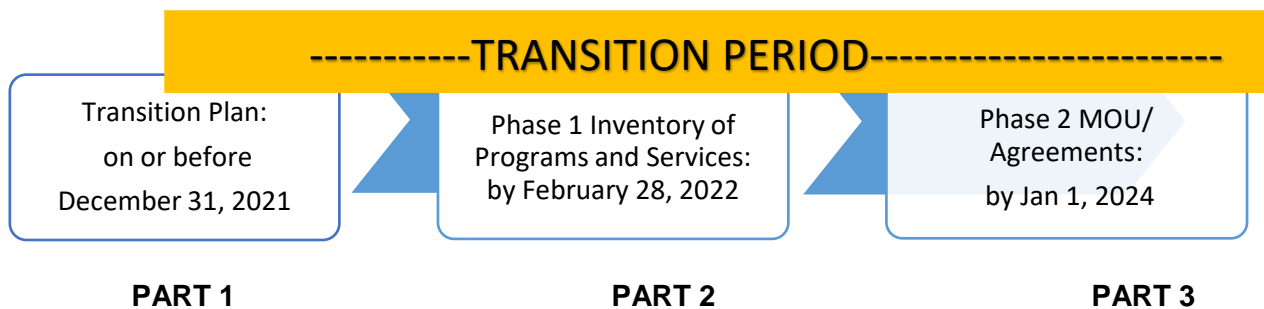 -----------TRANSITION PERIOD------------------------
Transition Plan:
on or before
December 31, 2021
Phase 1 Inventory of
Programs and Services:
by February 28, 2022
Phase 2 MOU/
Agreements:
by Jan 1, 2024
PART 1
PART 2
PART 3